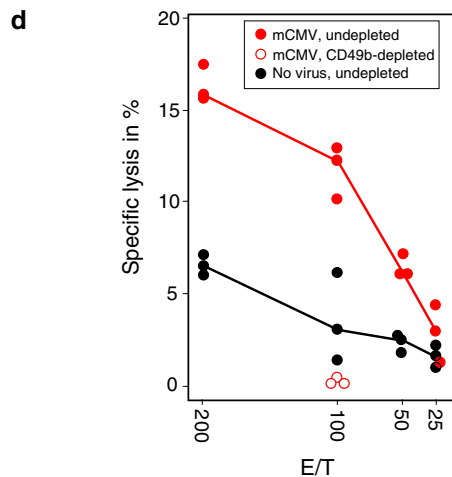 d
20
mCMV, undepleted
mCMV, CD49b-depleted
No virus, undepleted
15
10
5
0
Specific lysis in %
200
100
50
25
E/T